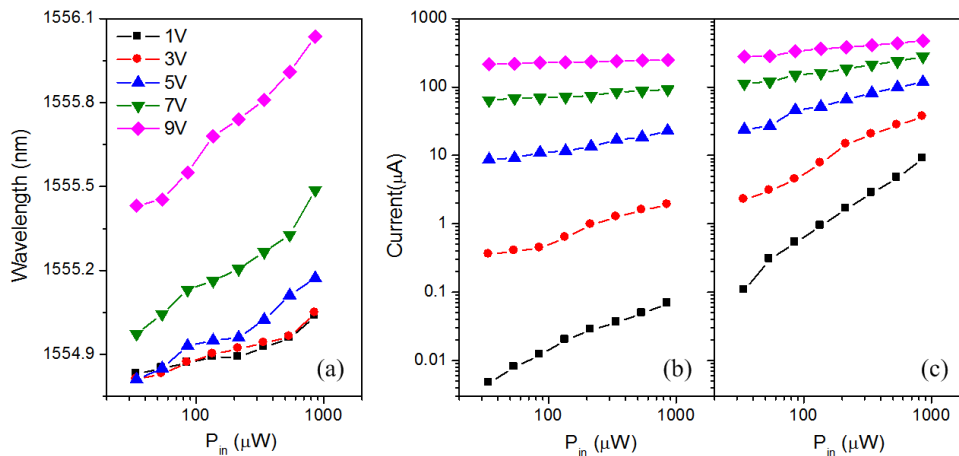 1556.1
1555.8
1555.5
1555.2
1554.9
Wavelength (nm)
1V
3V
5V
7V
9V
(a)
100
1000
P_in (μW)
1000
100
10
1
0.1
0.01
Current(μA)
(b)
100
1000
P_in (μW)
(c)
100
1000
P_in (μW)